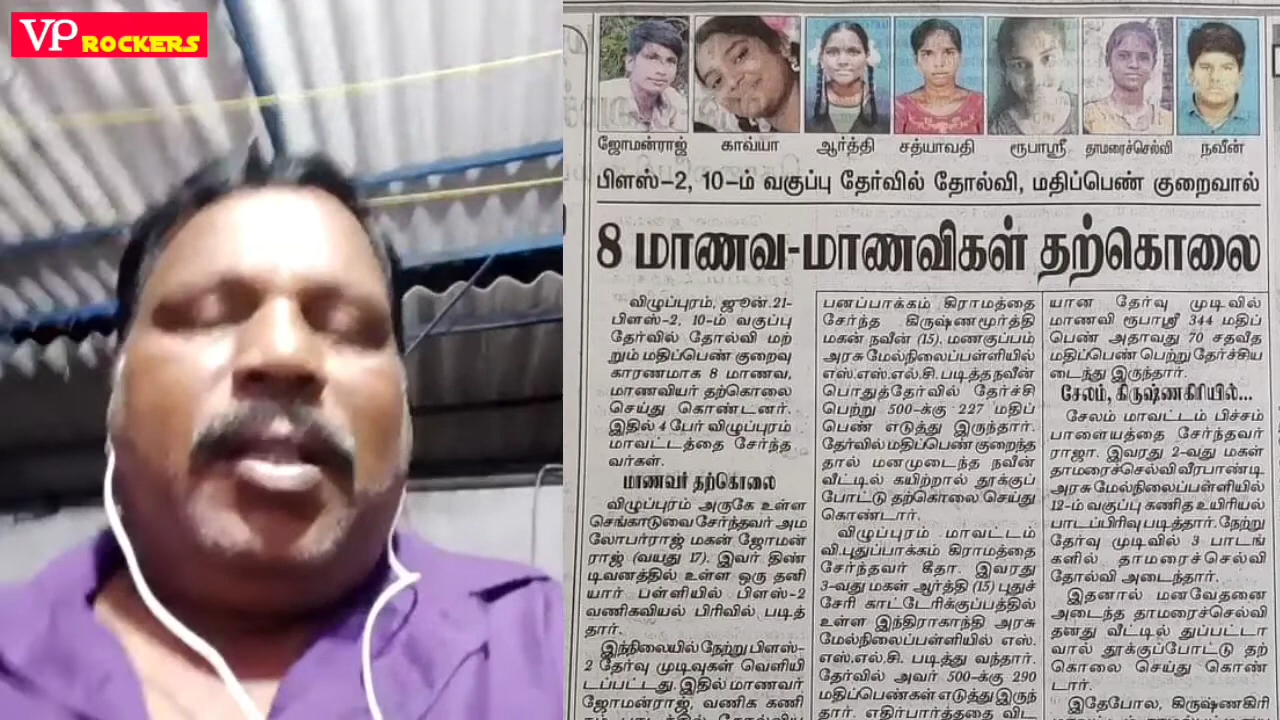 VP ROCKERS
ஜோமன்ராஜ் காவ்யா ஆர்த்தி சத்யாவதி ரூபாஸ்ரீ தாமரைச்செல்வி நவீன்
பிளஸ்-2, 10-ம் வகுப்பு தேர்வில் தோல்வி, மதிப்பெண் குறைவால்
8 மாணவ-மாணவிகள் தற்கொலை
விழுப்புரம், ஜூன்.21-
பிளஸ்-2, 10-ம் வகுப்பு
தேர்வில் தோல்வி மற்
றும் மதிப்பெண் குறைவு
காரணமாக 8 மாணவ,
மாணவியர் தற்கொலை
செய்து கொண்டனர்.
இதில் 4 பேர் விழுப்புரம்
மாவட்டத்தை சேர்ந்த
வர்கள்.
மாணவர் தற்கொலை
விழுப்புரம் அருகே உள்ள
செங்காடுவை சேர்ந்தவர் அம
லோபர்ராஜ் மகன் ஜோமன்
ராஜ் (வயது 17). இவர் திண்
டிவனத்தில் உள்ள ஒரு தனி
யார் பள்ளியில் பிளஸ்-2
வணிகவியல் பிரிவில் படித்
தார்.
இந்நிலையில் நேற்று பிளஸ்-
2 தேர்வு முடிவுகள் வெளியி
டப்பட்டது. இதில் மாணவர்
ஜோமன்ராஜ், வணிக கணி
பனப்பாக்கம் கிராமத்தை
சேர்ந்த கிருஷ்ணமூர்த்தி
மகன் நவீன் (15), மணகுப்பம்
அரசு மேல்நிலைப்பள்ளியில்
எஸ்.எஸ்.எல்.சி. படித்த நவீன்
பொதுத்தேர்வில் தேர்ச்சி
பெற்று 500-க்கு 227 மதிப்
பெண் எடுத்து இருந்தார்.
தேர்வில் மதிப்பெண் குறைந்த
தால் மனமுடைந்த நவீன்
வீட்டில் கயிற்றால் தூக்குப்
போட்டு தற்கொலை செய்து
கொண்டார்.
விழுப்புரம் மாவட்டம்
வி.புதுப்பாக்கம் கிராமத்தை
சேர்ந்தவர் கீதா. இவரது
3-வது மகள் ஆர்த்தி (15) புதுச்
சேரி காட்டேரிக்குப்பத்தில்
உள்ள இந்திராகாந்தி அரசு
மேல்நிலைப்பள்ளியில் எஸ்.
எஸ்.எல்.சி. படித்து வந்தார்.
தேர்வில் அவர் 500-க்கு 290
மதிப்பெண்கள் எடுத்து இருந்
தார். எதிர்பார்த்ததை விட
யான தேர்வு முடிவில்
மாணவி ரூபாஸ்ரீ 344 மதிப்
பெண் அதாவது 70 சதவீத
மதிப்பெண் பெற்று தேர்ச்சிய
டைந்து இருந்தார்.
சேலம், கிருஷ்ணகிரியில்...
சேலம் மாவட்டம் பிச்சம்
பாளையத்தை சேர்ந்தவர்
ராஜா. இவரது 2-வது மகள்
தாமரைச்செல்வி வீரபாண்டி
அரசு மேல்நிலைப்பள்ளியில்
12-ம் வகுப்பு கணித உயிரியல்
பாடப்பிரிவு படித்தார். நேற்று
தேர்வு முடிவில் 3 பாடங்
களில் தாமரைச்செல்வி
தோல்வி அடைந்தார்.
இதனால் மனவேதனை
அடைந்த தாமரைச்செல்வி
தனது வீட்டில் துப்பட்டா
வால் தூக்குப்போட்டு தற்
கொலை செய்து கொண்
டார்.
இதேபோல, கிருஷ்ணகிரி